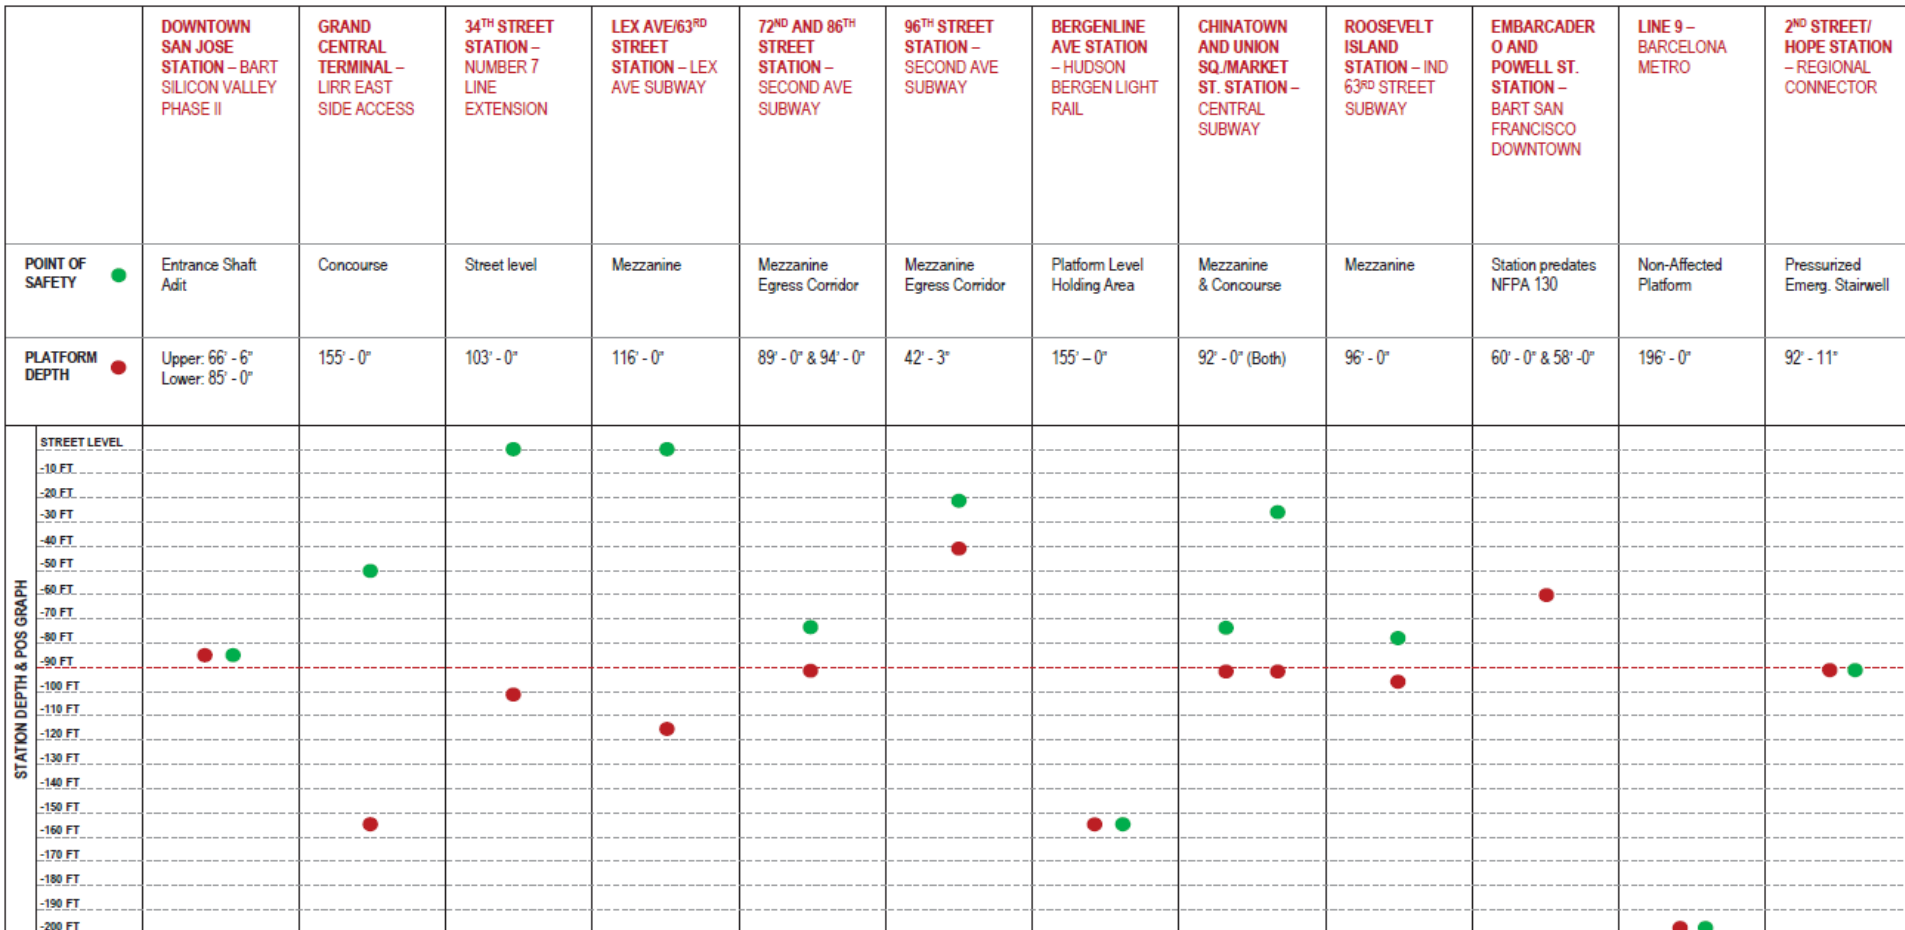 DOWNTOWN
SAN JOSE
STATION – BART
SILICON VALLEY
PHASE II
GRAND
CENTRAL
TERMINAL –
LIRR EAST
SIDE ACCESS
34TH STREET
STATION –
NUMBER 7
LINE
EXTENSION
LEX AVE/63RD
STREET
STATION – LEX
AVE SUBWAY
72ND AND 86TH
STREET
STATION –
SECOND AVE
SUBWAY
96TH STREET
STATION –
SECOND AVE
SUBWAY
BERGENLINE
AVE STATION
– HUDSON
BERGEN LIGHT
RAIL
CHINATOWN
AND UNION
SQ./MARKET
ST. STATION –
CENTRAL
SUBWAY
ROOSEVELT
ISLAND
STATION – IND
63RD STREET
SUBWAY
EMBARCADER
O AND
POWELL ST.
STATION –
BART SAN
FRANCISCO
DOWNTOWN
LINE 9 –
BARCELONA
METRO
2ND STREET/
HOPE STATION
– REGIONAL
CONNECTOR
POINT OF
SAFETY
Entrance Shaft
Adit
Concourse
Street level
Mezzanine
Mezzanine
Egress Corridor
Mezzanine
Egress Corridor
Platform Level
Holding Area
Mezzanine
& Concourse
Mezzanine
Station predates
NFPA 130
Non-Affected
Platform
Pressurized
Emerg. Stairwell
PLATFORM
DEPTH
Upper: 66' - 6"
Lower: 85' - 0"
155' - 0"
103' - 0"
116' - 0"
89' - 0" & 94' - 0"
42' - 3"
155' – 0"
92' - 0" (Both)
96' - 0"
60' - 0" & 58' -0"
196' - 0"
92' - 11"
STATION DEPTH & POS GRAPH
STREET LEVEL
-10 FT
-20 FT
-30 FT
-40 FT
-50 FT
-60 FT
-70 FT
-80 FT
-90 FT
-100 FT
-110 FT
-120 FT
-130 FT
-140 FT
-150 FT
-160 FT
-170 FT
-180 FT
-190 FT
-200 FT